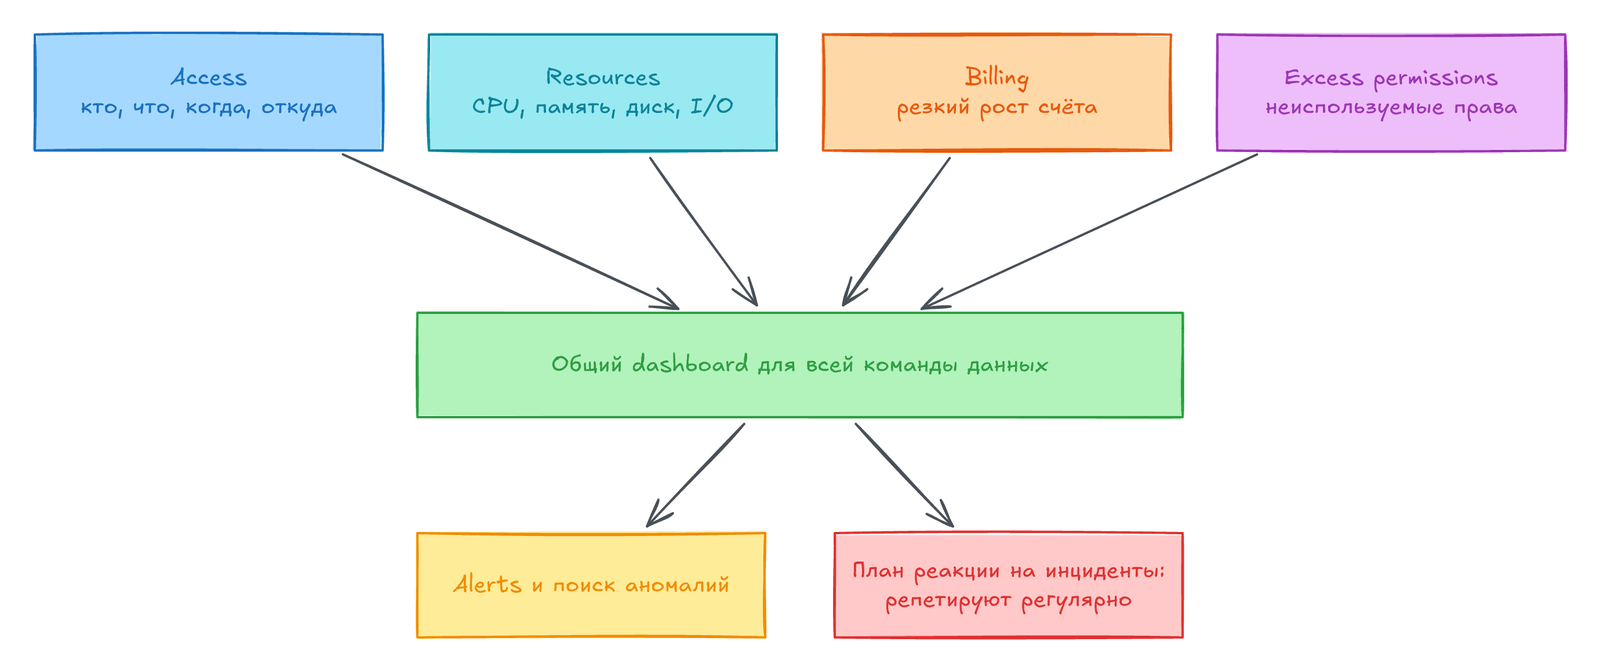 Access
кто, что, когда, откуда
Resources
CPU, память, диск, I/O
Billing
резкий рост счёта
Excess permissions
неиспользуемые права
Общий dashboard для всей команды данных
Alerts и поиск аномалий
План реакции на инциденты:
репетируют регулярно